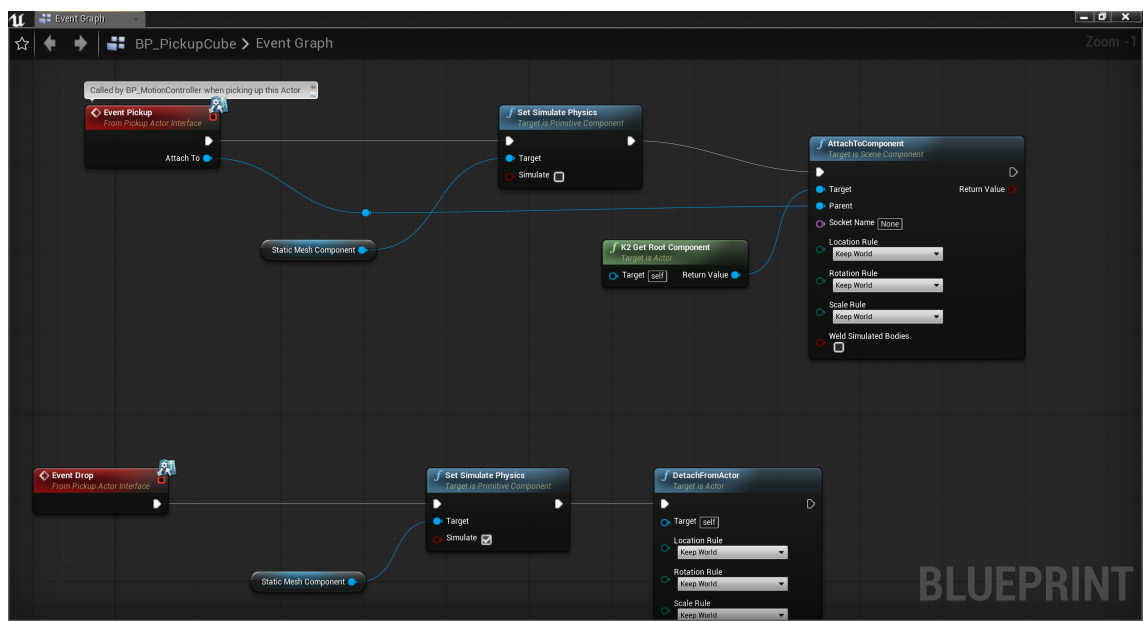 Event Graph
BP_PickupCube > Event Graph
Zoom -1
Called by BP_MotionController when picking up this Actor.
Event Pickup
From Pickup Actor Interface
Attach To
Set Simulate Physics
Target is Primitive Component
Target
Simulate
Static Mesh Component
K2 Get Root Component
Target is Actor
Target self
Return Value
AttachToComponent
Target is Scene Component
Target
Return Value
Parent
Socket Name None
Location Rule
Keep World
Rotation Rule
Keep World
Scale Rule
Keep World
Weld Simulated Bodies
Event Drop
From Pickup Actor Interface
Set Simulate Physics
Target is Primitive Component
Target
Simulate
Static Mesh Component
DetachFromActor
Target is Actor
Target self
Location Rule
Keep World
Rotation Rule
Keep World
Scale Rule
Keep World
BLUEPRINT